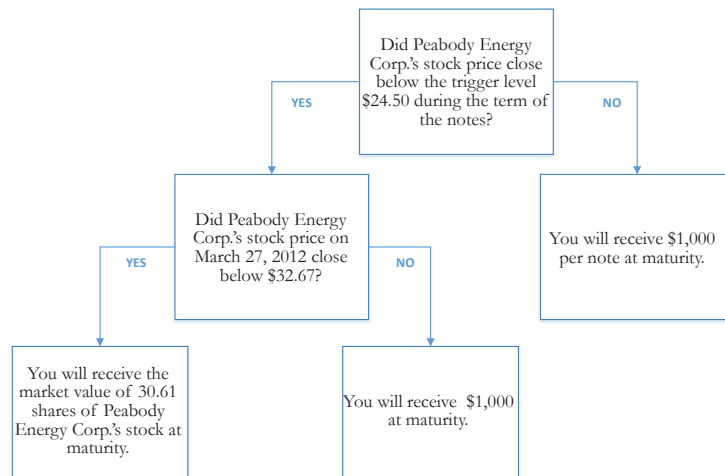 Did Peabody Energy
Corp.'s stock price close
below the trigger level
$24.50 during the term of
the notes?
YES
NO
Did Peabody Energy
Corp.'s stock price on
March 27, 2012 close
below $32.67?
You will receive $1,000
per note at maturity.
YES
NO
You will receive the
market value of 30.61
shares of Peabody
Energy Corp.'s stock at
maturity.
You will receive $1,000
at maturity.